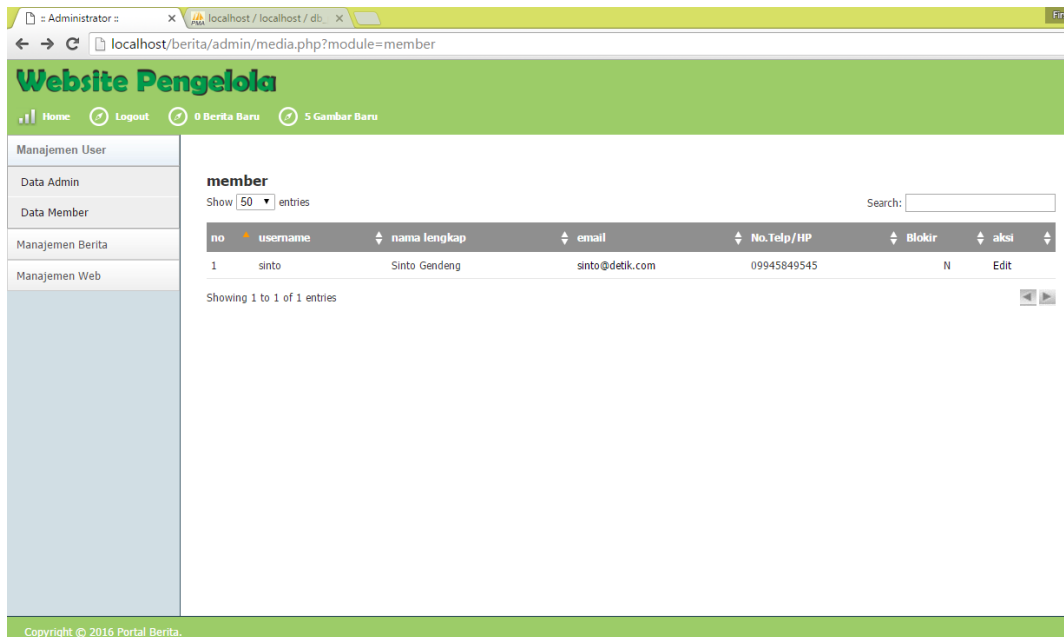 :: Administrator ::
localhost / localhost / db_
Fir
localhost/berita/admin/media.php?module=member
Website Pengelola
Home Logout 0 Berita Baru 5 Gambar Baru
Manajemen User
Data Admin
Data Member
Manajemen Berita
Manajemen Web
member
Show 50 entries Search:
no username nama lengkap email No.Telp/HP Blokir aksi
1 sinto Sinto Gendeng sinto@detik.com 09945849545 N Edit
Showing 1 to 1 of 1 entries
Copyright © 2016 Portal Berita.